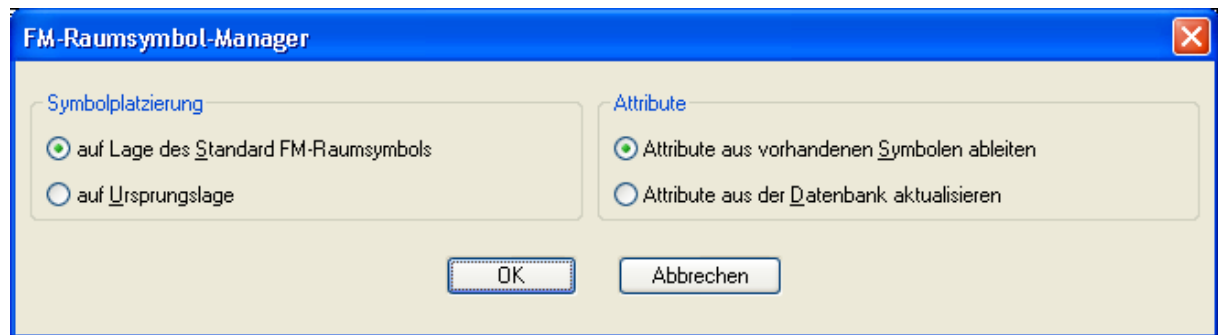 FM-Raumsymbol-Manager
Symbolplatzierung
auf Lage des Standard FM-Raumsymbols
auf Ursprungslage
Attribute
Attribute aus vorhandenen Symbolen ableiten
Attribute aus der Datenbank aktualisieren
OK
Abbrechen